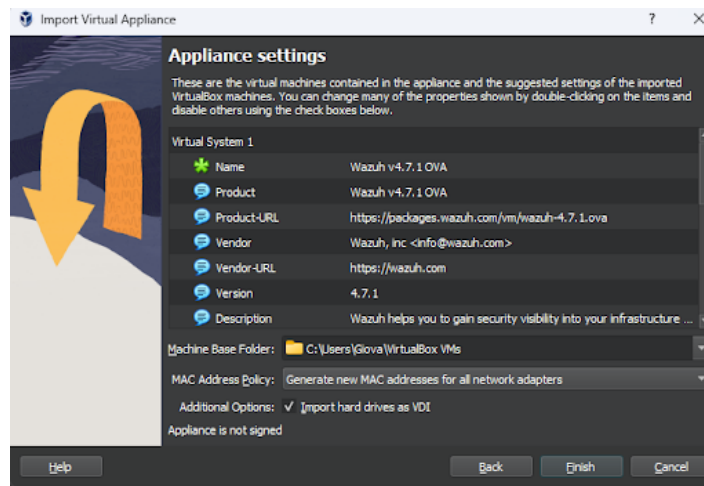 Import Virtual Appliance
? X
Appliance settings
These are the virtual machines contained in the appliance and the suggested settings of the imported
VirtualBox machines. You can change many of the properties shown by double-clicking on the items and
disable others using the check boxes below.
Virtual System 1
Name Wazuh v4.7.1 OVA
Product Wazuh v4.7.1 OVA
Product-URL https://packages.wazuh.com/vm/wazuh-4.7.1.ova
Vendor Wazuh, inc <info@wazuh.com>
Vendor-URL https://wazuh.com
Version 4.7.1
Description Wazuh helps you to gain security visibility into your infrastructure ...
Machine Base Folder: C:\Users\Giova\VirtualBox VMs
MAC Address Policy: Generate new MAC addresses for all network adapters
Additional Options: Import hard drives as VDI
Appliance is not signed
Help Back Finish Cancel